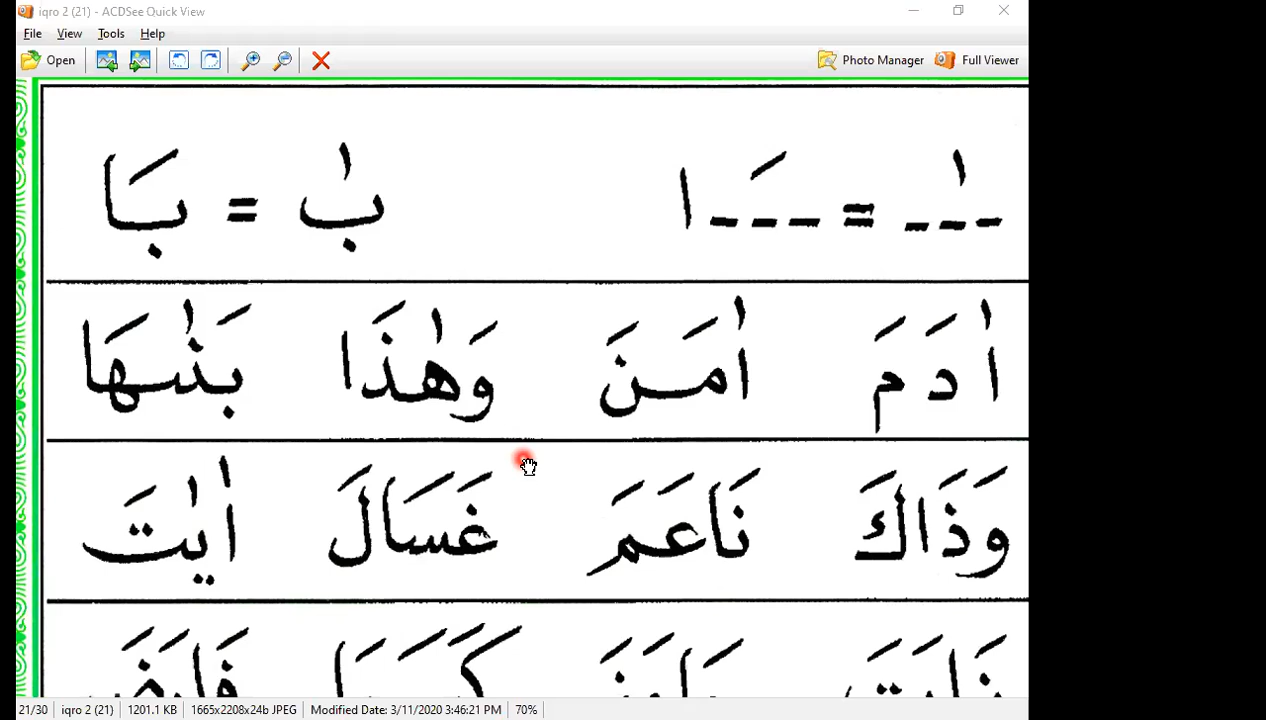 iqro 2 (21) - ACDSee Quick View
File View Tools Help
Open Photo Manager Full Viewer
ـٰـ = ـَـ ا بٰ = بَا
اٰدَمَ اٰمَنَ وَهٰذَا بَنٰىهَا
وَذَاكَ نَاعَمَ غَسَالَ اٰيٰتَ
21/30 iqro 2 (21) 1201.1 KB 1665x2208x24b JPEG Modified Date: 3/11/2020 3:46:21 PM 70%